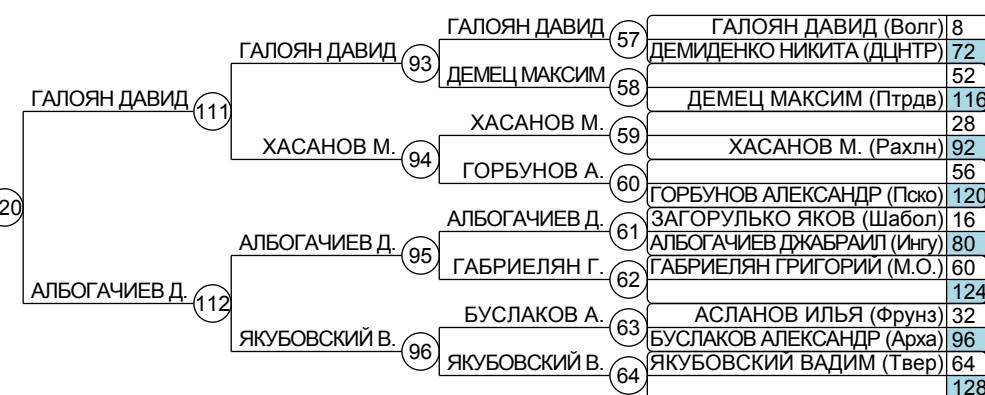 ГАЛОЯН ДАВИД 57 ГАЛОЯН ДАВИД (Волг) 8
ДЕМИДЕНКО НИКИТА (ДЦНТР) 72
ГАЛОЯН ДАВИД 93
ДЕМЕЦ МАКСИМ 58 52
ДЕМЕЦ МАКСИМ (Птрдв) 116
ГАЛОЯН ДАВИД 111
ХАСАНОВ М. 59 28
ХАСАНОВ М. (Рахлн) 92
ХАСАНОВ М. 94
ГОРБУНОВ А. 60 56
ГОРБУНОВ АЛЕКСАНДР (Пско) 120
20
АЛБОГАЧИЕВ Д. 61 ЗАГОРУЛЬКО ЯКОВ (Шабол) 16
АЛБОГАЧИЕВ ДЖАБРАИЛ (Ингу) 80
АЛБОГАЧИЕВ Д. 95
ГАБРИЕЛЯН Г. 62 ГАБРИЕЛЯН ГРИГОРИЙ (М.О.) 60
124
АЛБОГАЧИЕВ Д. 112
БУСЛАКОВ А. 63 АСЛАНОВ ИЛЬЯ (Фрунз) 32
БУСЛАКОВ АЛЕКСАНДР (Арха) 96
ЯКУБОВСКИЙ В. 96
ЯКУБОВСКИЙ В. 64 ЯКУБОВСКИЙ ВАДИМ (Твер) 64
128